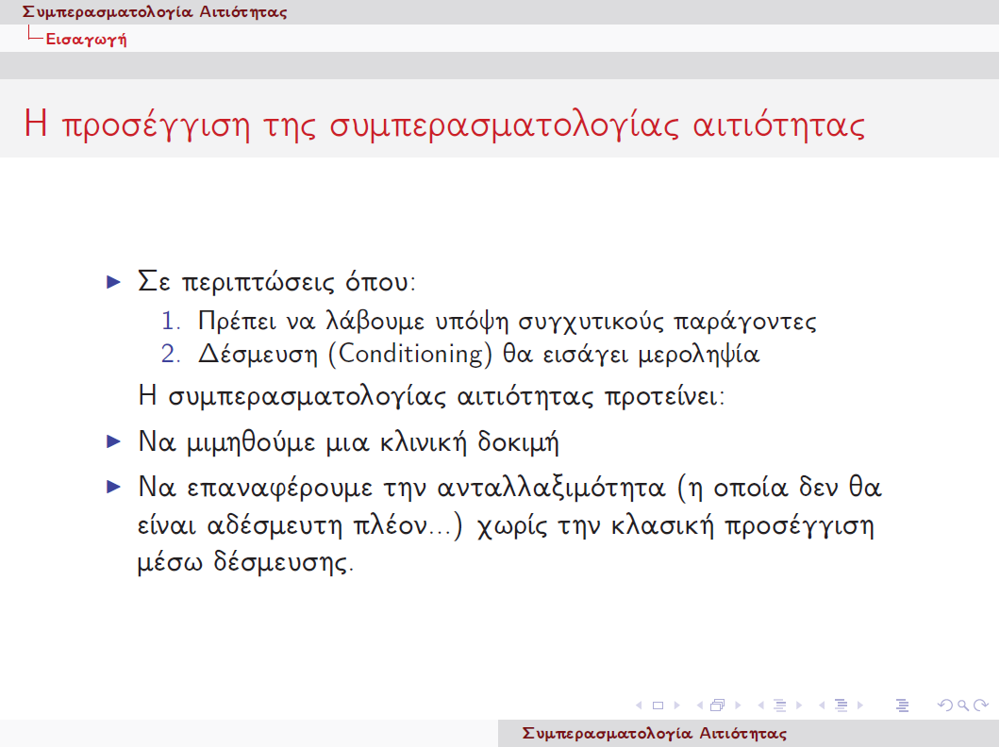 Συμπερασματολογία Αιτιότητας
Εισαγωγή
Η προσέγγιση της συμπερασματολογίας αιτιότητας
Σε περιπτώσεις όπου:
1. Πρέπει να λάβουμε υπόψη συγχυτικούς παράγοντες
2. Δέσμευση (Conditioning) θα εισάγει μεροληψία
Η συμπερασματολογίας αιτιότητας προτείνει:
Να μιμηθούμε μια κλινική δοκιμή
Να επαναφέρουμε την ανταλλαξιμότητα (η οποία δεν θα
είναι αδέσμευτη πλέον...) χωρίς την κλασική προσέγγιση
μέσω δέσμευσης.
Συμπερασματολογία Αιτιότητας